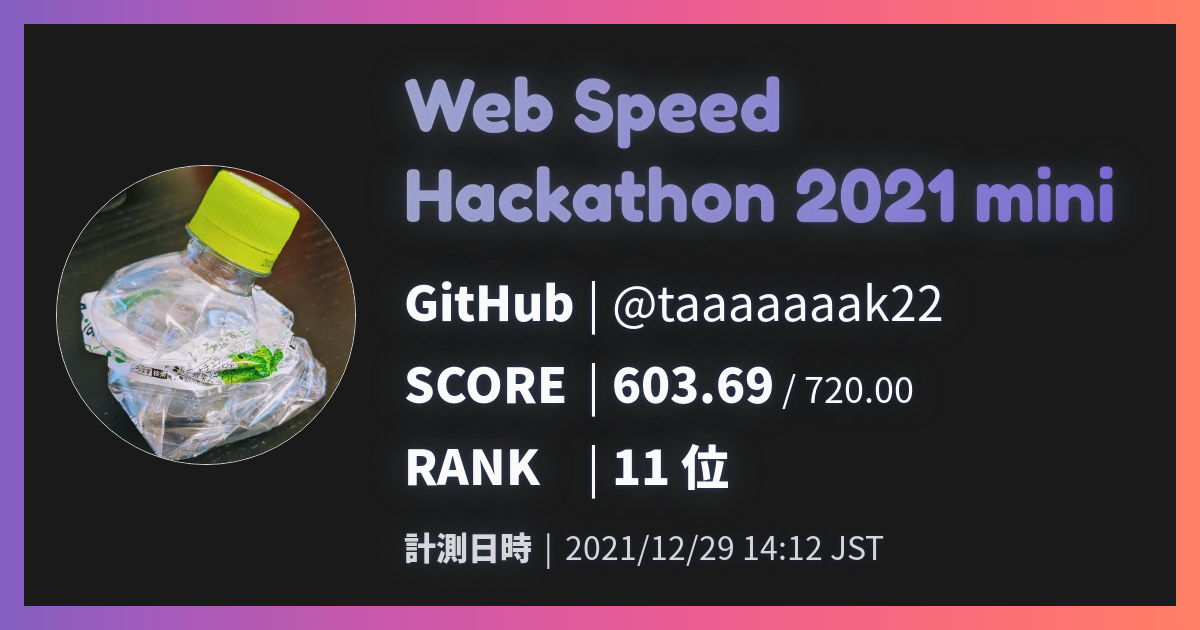 Web Speed
Hackathon 2021 mini
GitHub | @taaaaaaak22
SCORE | 603.69 / 720.00
RANK | 11 位
計測日時 | 2021/12/29 14:12 JST